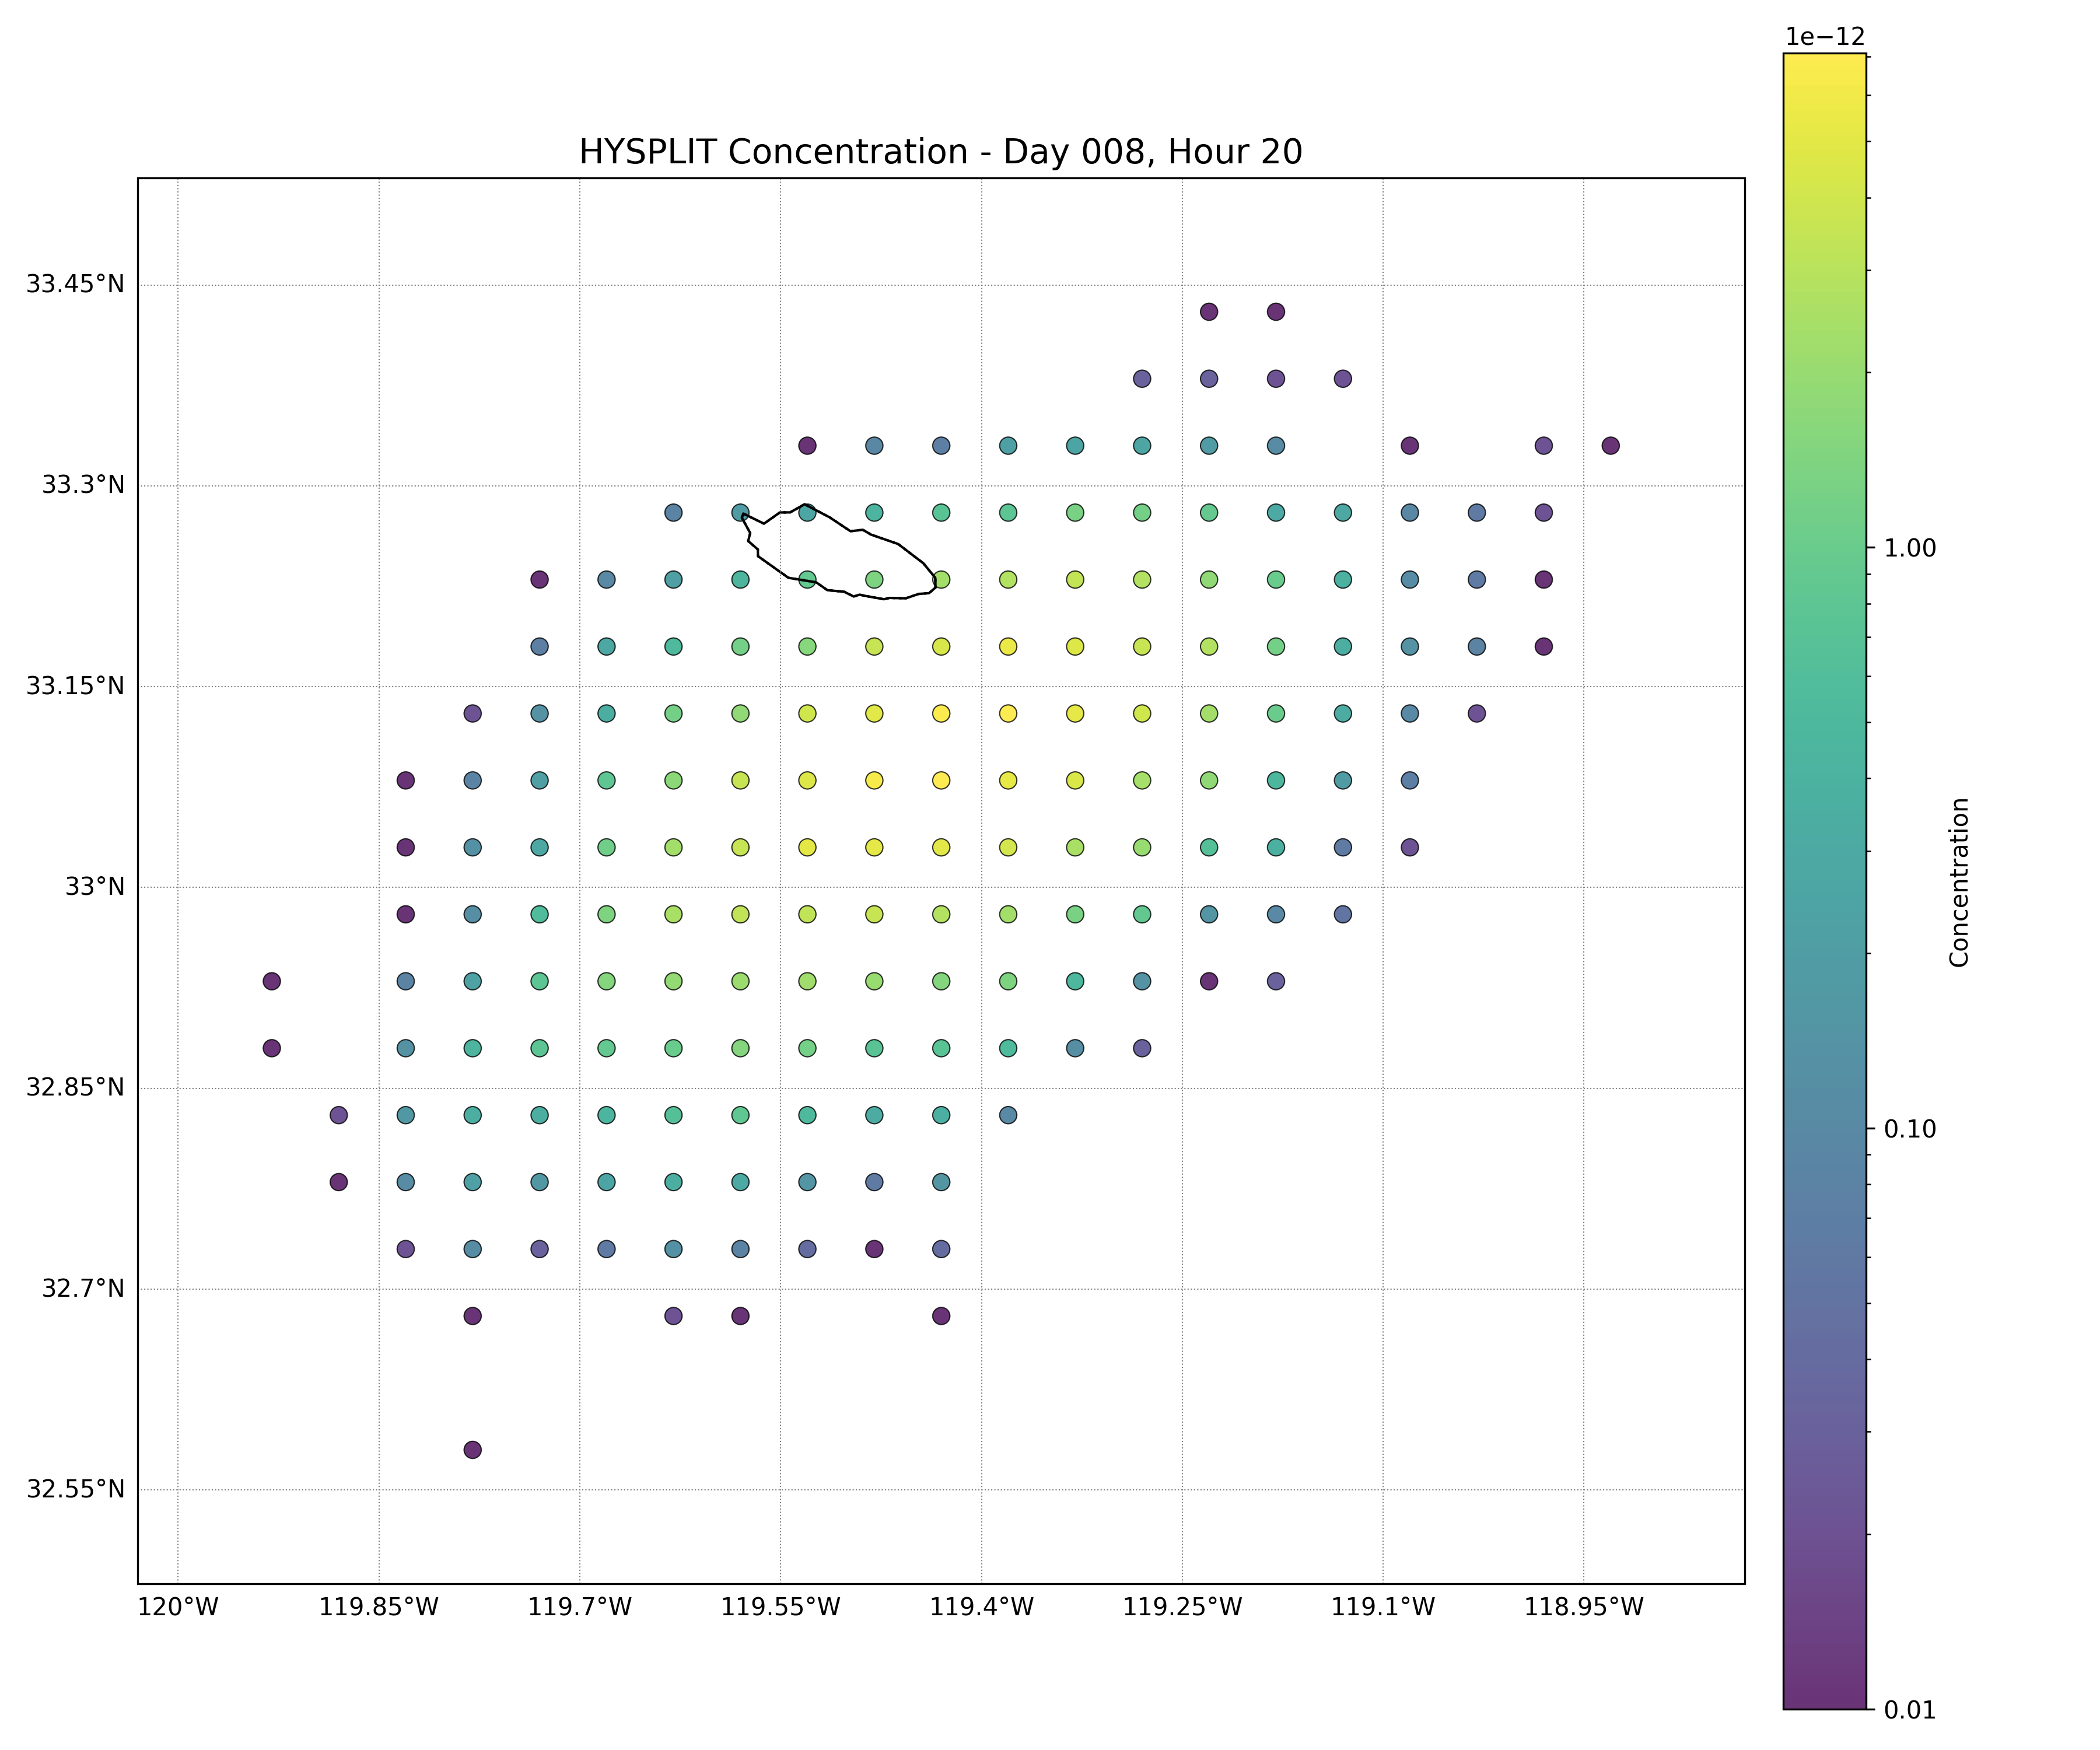 1e−12
HYSPLIT Concentration - Day 008, Hour 20
33.45°N
33.3°N
33.15°N
33°N
32.85°N
32.7°N
32.55°N
120°W
119.85°W
119.7°W
119.55°W
119.4°W
119.25°W
119.1°W
118.95°W
1.00
0.10
0.01
Concentration